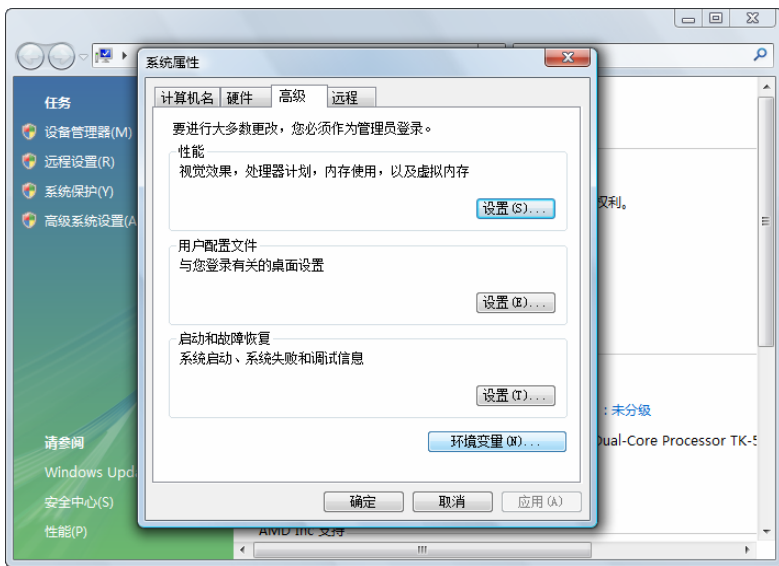 系统属性
计算机名 硬件 高级 远程
要进行大多数更改，您必须作为管理员登录。
性能
视觉效果，处理器计划，内存使用，以及虚拟内存
设置(S)...
用户配置文件
与您登录有关的桌面设置
设置(E)...
启动和故障恢复
系统启动、系统失败和调试信息
设置(T)...
环境变量(N)...
确定 取消 应用(A)
任务
设备管理器(M)
远程设置(R)
系统保护(Y)
高级系统设置(A
请参阅
Windows Upd
安全中心(S)
性能(P)
权利。
: 未分级
Dual-Core Processor TK-5
AMD Inc 支持